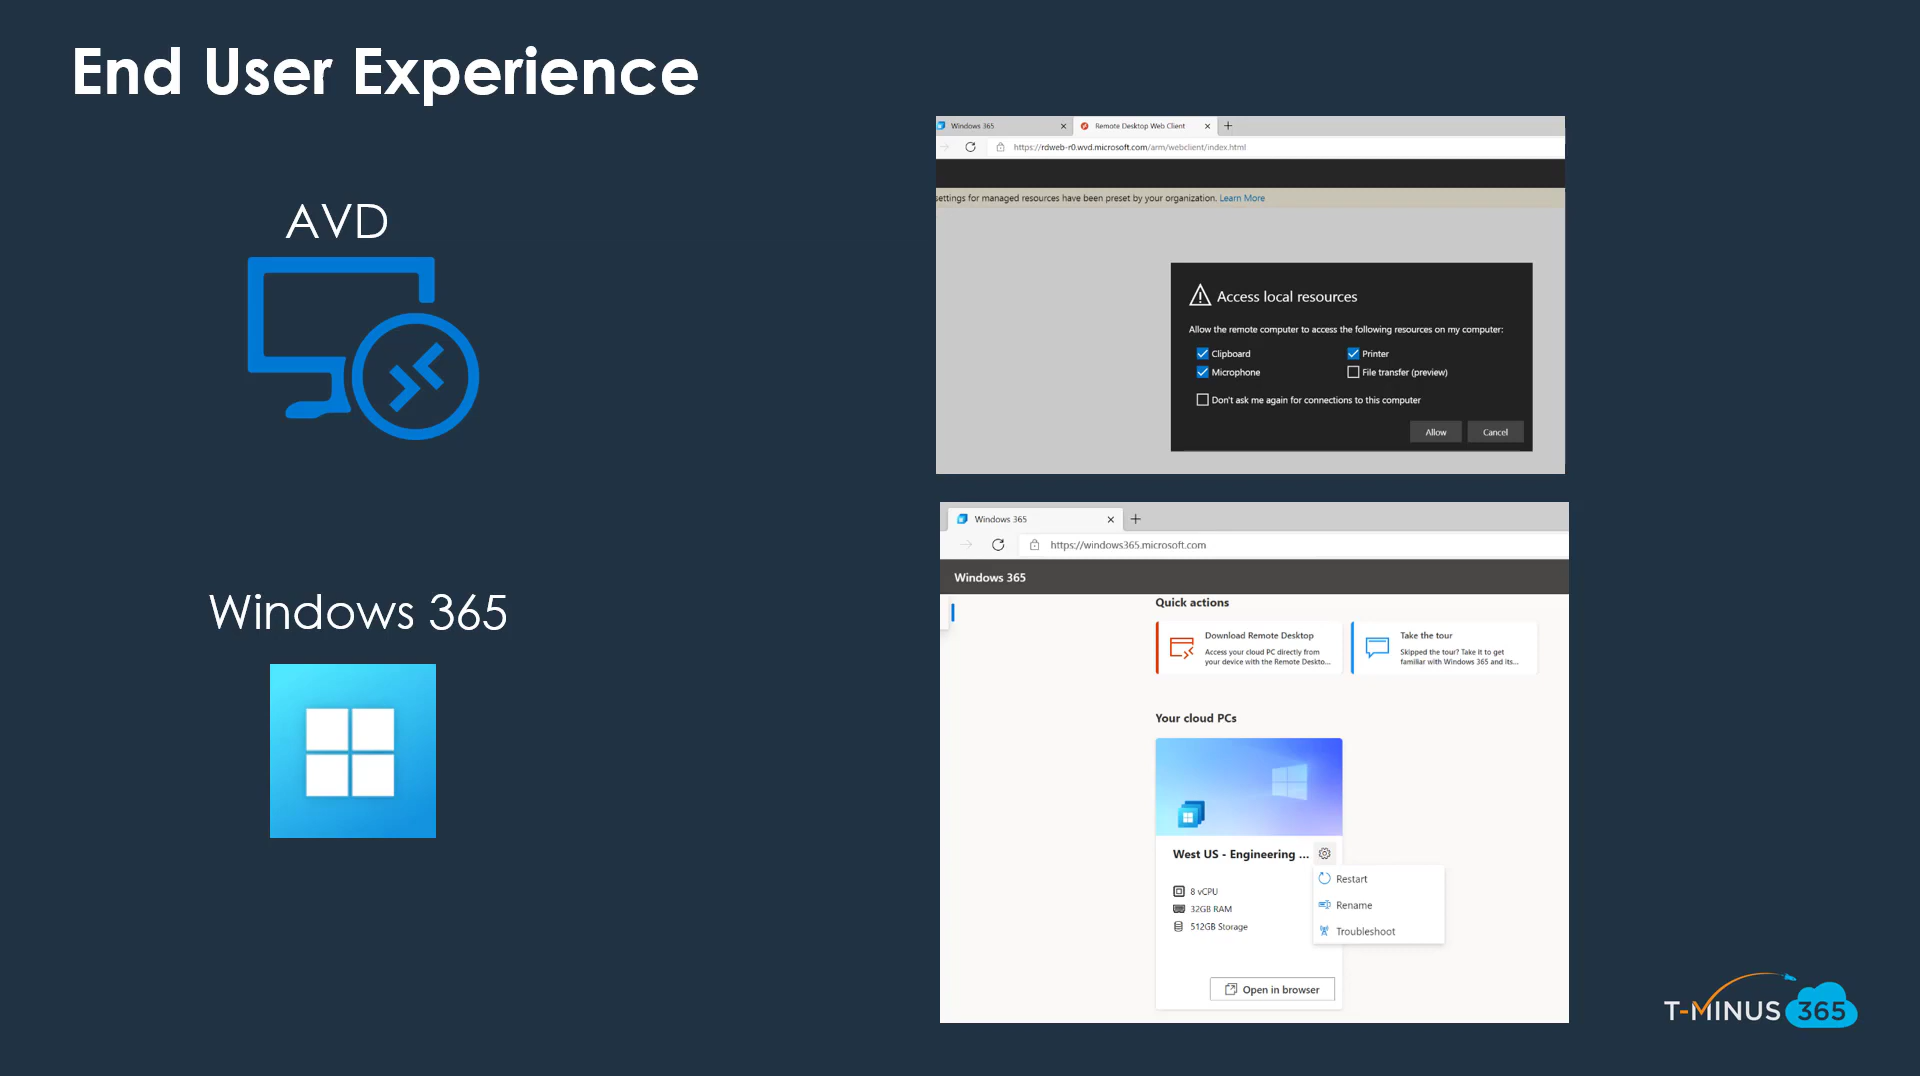 End User Experience
AVD
Windows 365
Windows 365
Remote Desktop Web Client
https://rdweb-r0.wvd.microsoft.com/arm/webclient/index.html
settings for managed resources have been preset by your organization. Learn More
Access local resources
Allow the remote computer to access the following resources on my computer:
Clipboard
Printer
Microphone
File transfer (preview)
Don't ask me again for connections to this computer
Allow
Cancel
Windows 365
https://windows365.microsoft.com
Windows 365
Quick actions
Download Remote Desktop
Access your cloud PC directly from
your device with the Remote Deskto...
Take the tour
Skipped the tour? Take it to get
familiar with Windows 365 and its...
Your cloud PCs
West US - Engineering ...
8 vCPU
32GB RAM
512GB Storage
Restart
Rename
Troubleshoot
Open in browser
T-MINUS 365